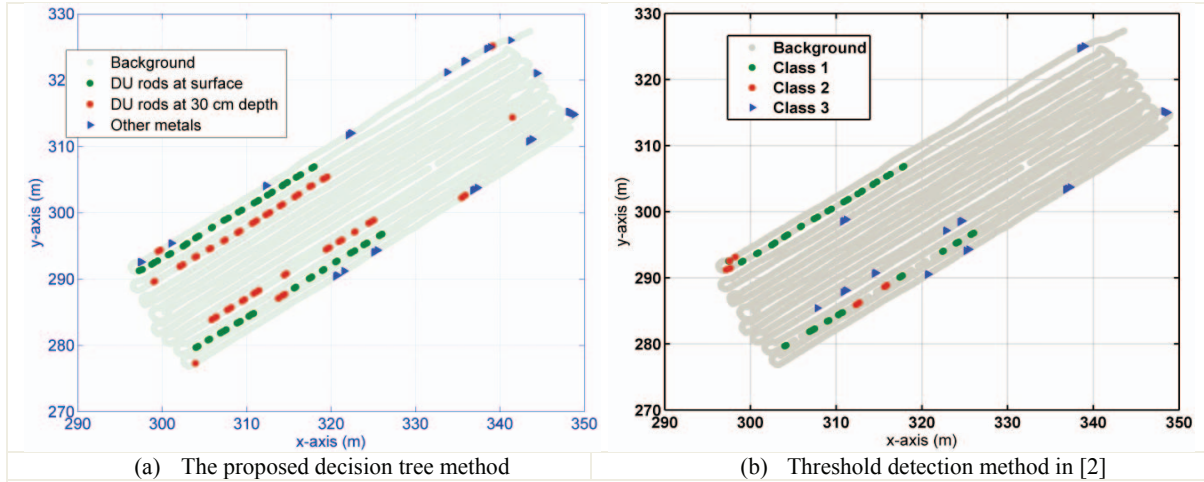 330
320
310
300
290
280
270
290
300
310
320
330
340
350
y-axis (m)
x-axis (m)
Background
DU rods at surface
DU rods at 30 cm depth
Other metals
(a) The proposed decision tree method
330
320
310
300
290
280
270
290
300
310
320
330
340
350
y-axis (m)
x-axis (m)
Background
Class 1
Class 2
Class 3
(b) Threshold detection method in [2]